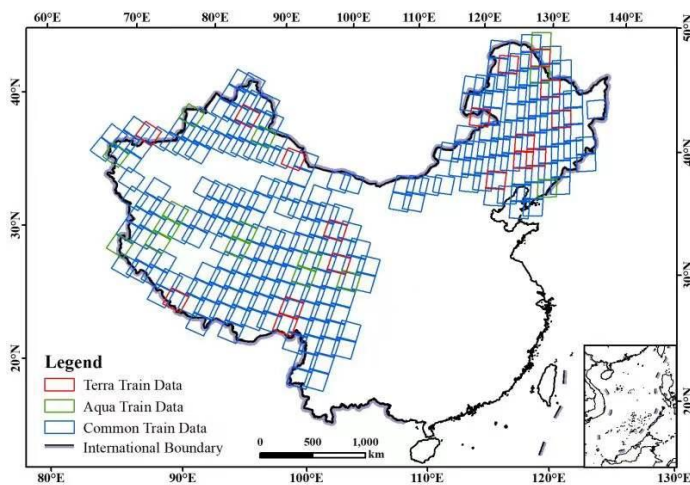 60°E 70°E 80°E 90°E 100°E 110°E 120°E 130°E 140°E
50°N
40°N
40°N
30°N
30°N
20°N
20°N
Legend
Terra Train Data
Aqua Train Data
Common Train Data
International Boundary
0 500 1,000
km
80°E 90°E 100°E 110°E 120°E 130°E